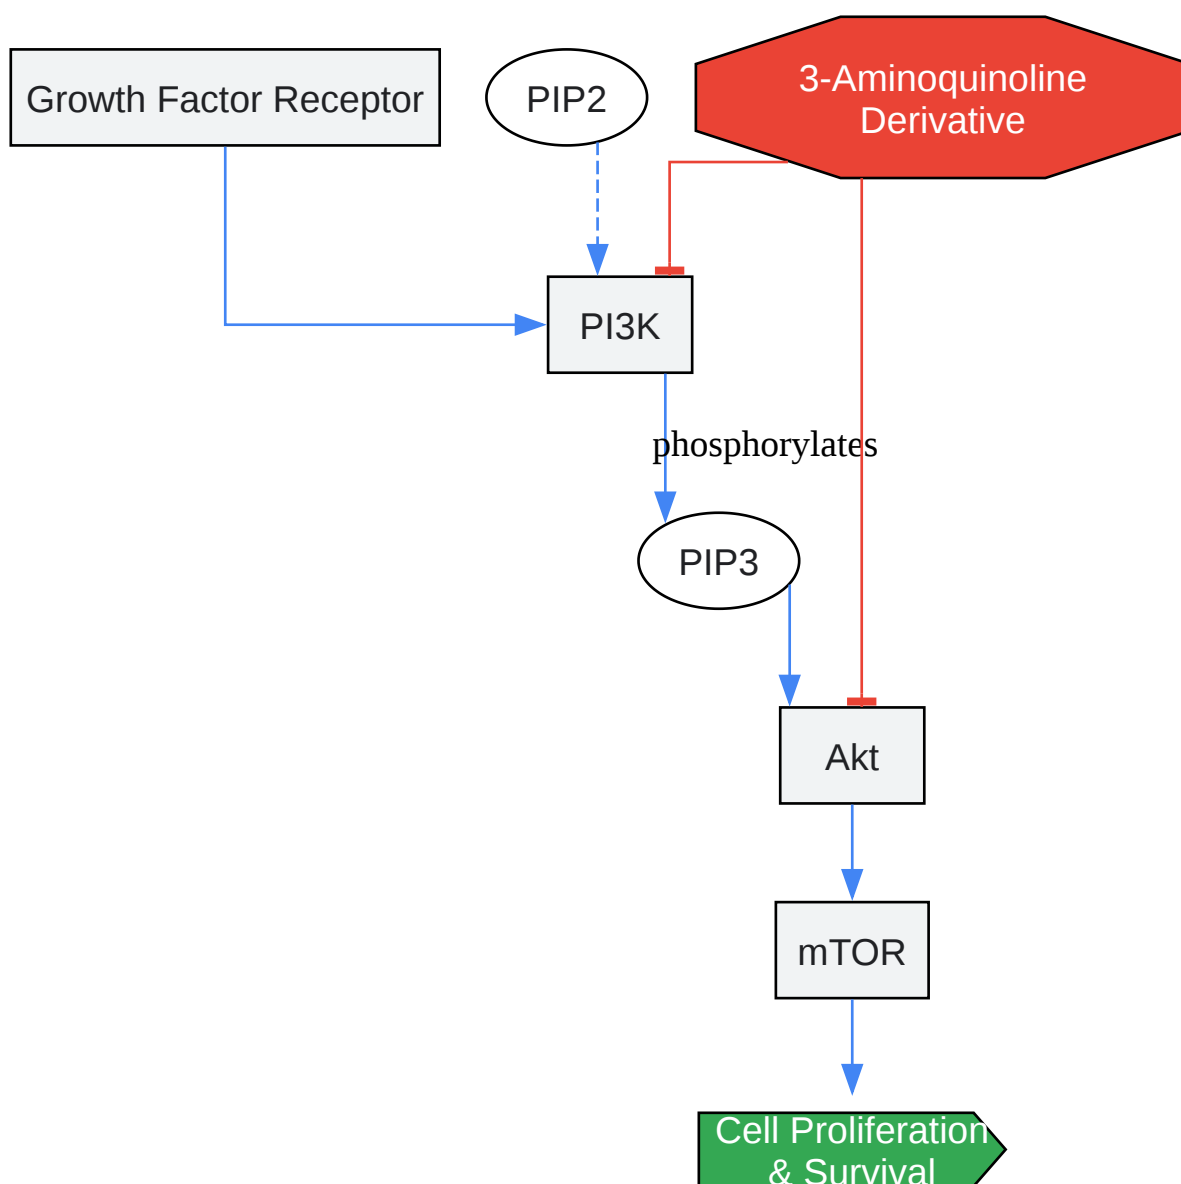 Growth Factor Receptor
PIP2
3-Aminoquinoline
Derivative
PI3K
phosphorylates
PIP3
Akt
mTOR
Cell Proliferation
& Survival